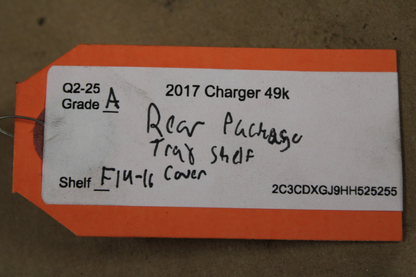 Q2-25
Grade A
2017 Charger 49k
Rear Package
Tray Shelf
Cover
Shelf F14-16
2C3CDXGJ9HH525255